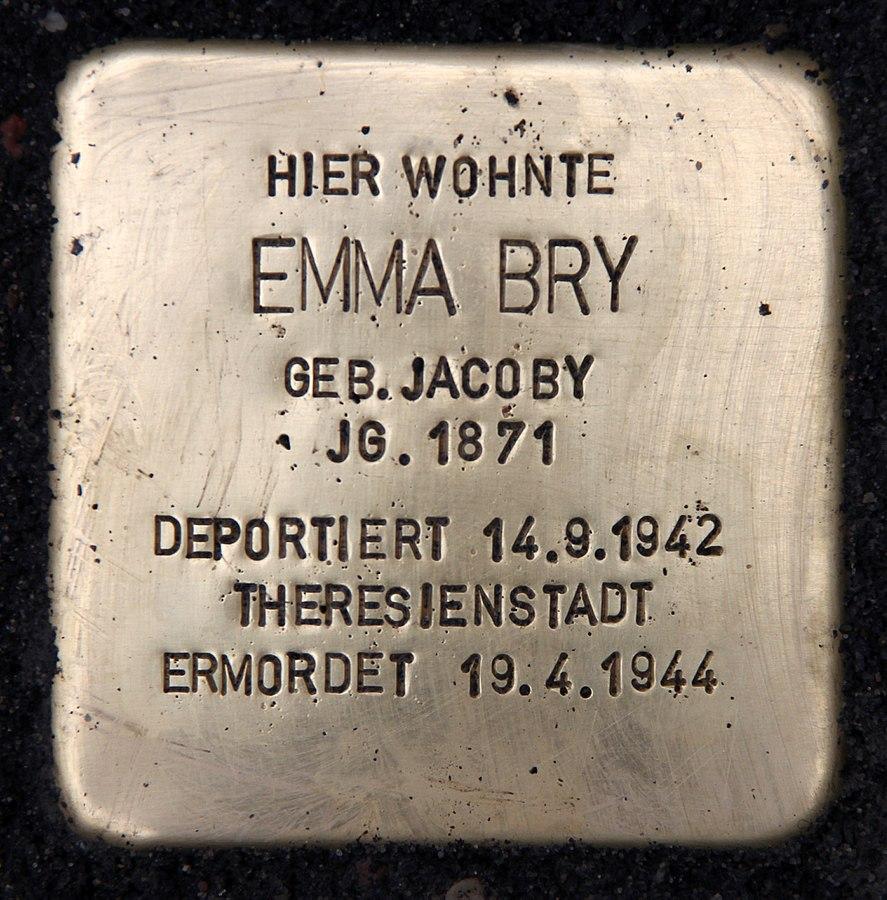 HIER WOHNTE
EMMA BRY
GEB. JACOBY
JG. 1871
DEPORTIERT 14.9.1942
THERESIENSTADT
ERMORDET 19.4.1944